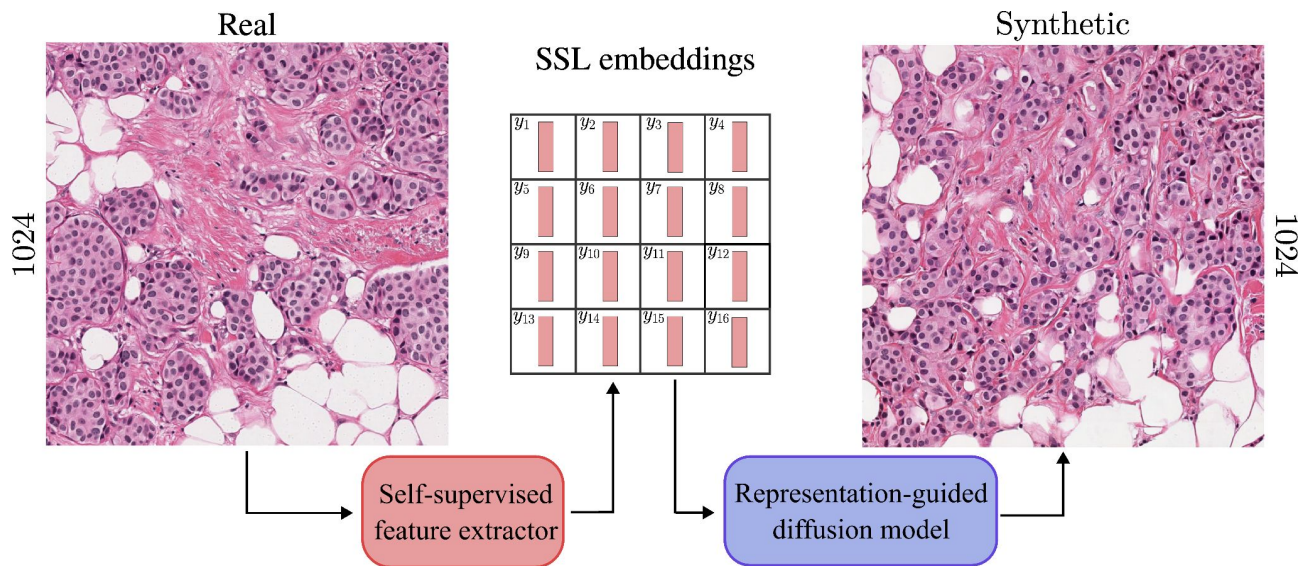 Real
SSL embeddings
Synthetic
1024
y1 y2 y3 y4
y5 y6 y7 y8
y9 y10 y11 y12
y13 y14 y15 y16
1024
Self-supervised
feature extractor
Representation-guided
diffusion model